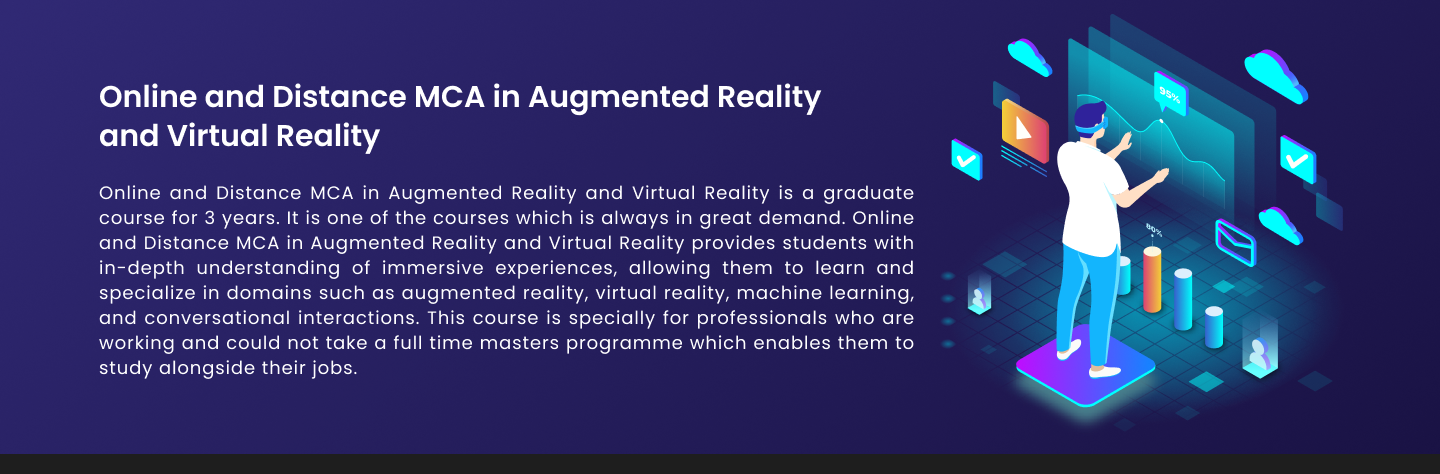 Online and Distance MCA in Augmented Reality
and Virtual Reality
Online and Distance MCA in Augmented Reality and Virtual Reality is a graduate
course for 3 years. It is one of the courses which is always in great demand. Online
and Distance MCA in Augmented Reality and Virtual Reality provides students with
in-depth understanding of immersive experiences, allowing them to learn and
specialize in domains such as augmented reality, virtual reality, machine learning,
and conversational interactions. This course is specially for professionals who are
working and could not take a full time masters programme which enables them to
study alongside their jobs.
95%
80%